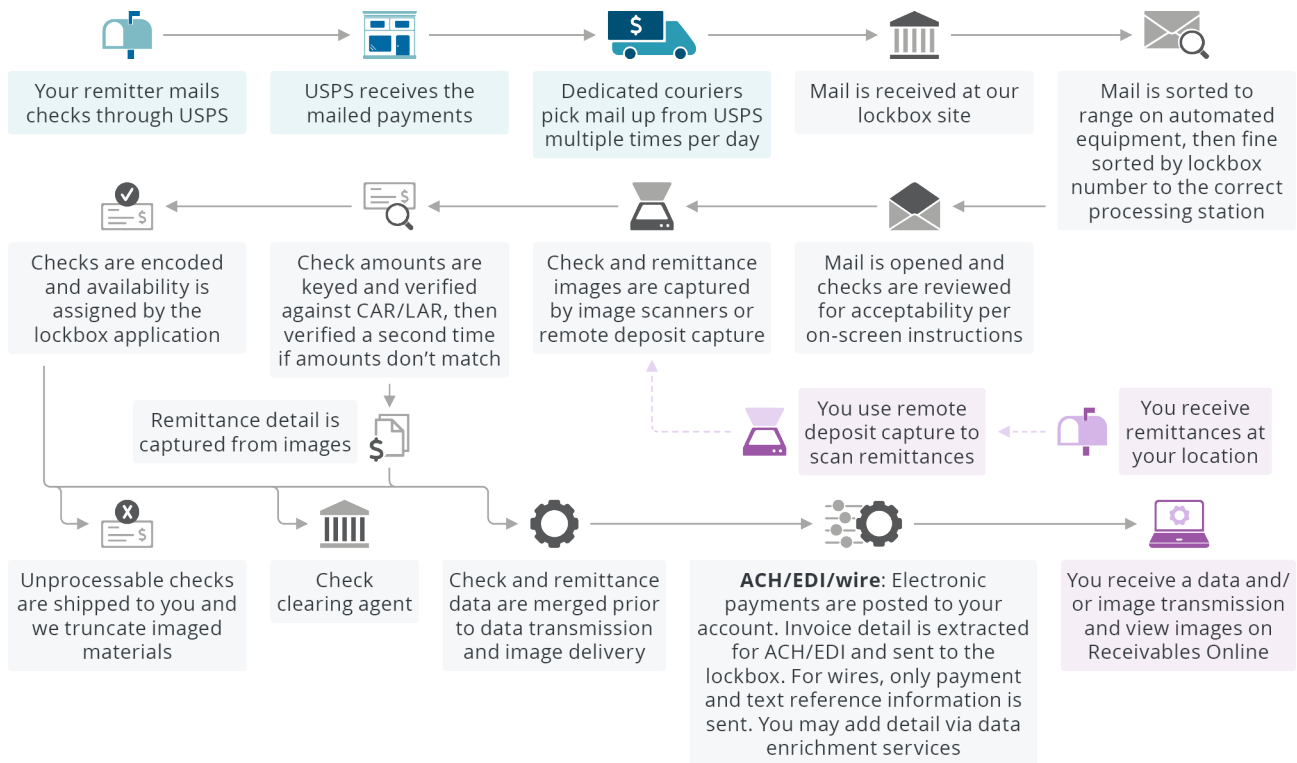 $
Your remitter mails
checks through USPS
USPS receives the
mailed payments
Dedicated couriers
pick mail up from USPS
multiple times per day
Mail is received at our
lockbox site
Mail is sorted to
range on automated
equipment, then fine
sorted by lockbox
number to the correct
processing station
$
$
Checks are encoded
and availability is
assigned by the
lockbox application
Check amounts are
keyed and verified
against CAR/LAR, then
verified a second time
if amounts don’t match
Check and remittance
images are captured
by image scanners or
remote deposit capture
Mail is opened and
checks are reviewed
for acceptability per
on-screen instructions
Remittance detail is
captured from images
$
You use remote
deposit capture to
scan remittances
You receive
remittances at
your location
X
$
Unprocessable checks
are shipped to you and
we truncate imaged
materials
Check
clearing agent
Check and remittance
data are merged prior
to data transmission
and image delivery
ACH/EDI/wire: Electronic
payments are posted to your
account. Invoice detail is extracted
for ACH/EDI and sent to the
lockbox. For wires, only payment
and text reference information is
sent. You may add detail via data
enrichment services
You receive a data and/
or image transmission
and view images on
Receivables Online